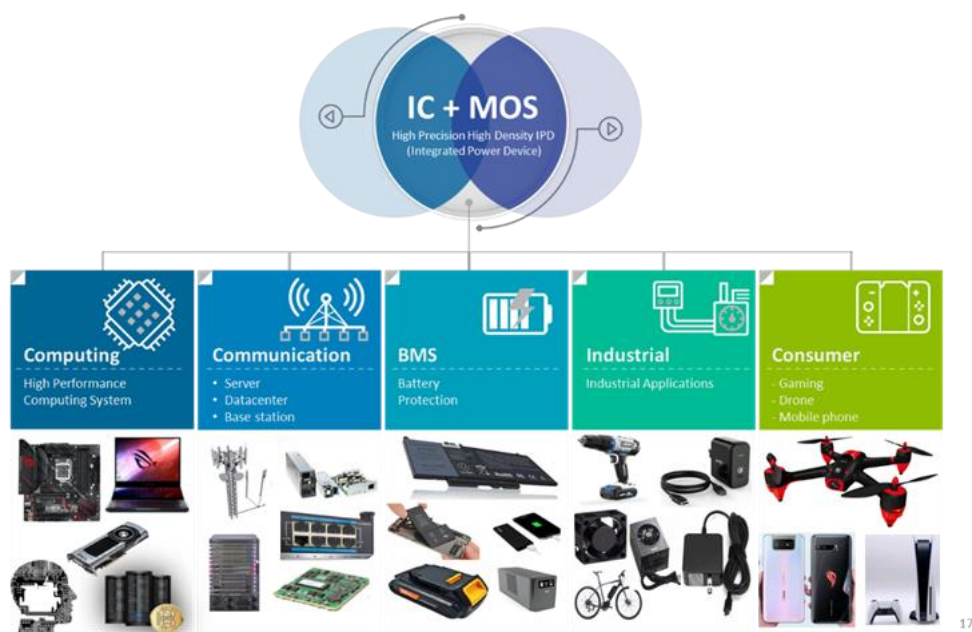 IC + MOS
High Precision High Density IPD
(Integrated Power Device)
Computing
High Performance
Computing System
Communication
• Server
• Datacenter
• Base station
BMS
Battery
Protection
Industrial
Industrial Applications
Consumer
- Gaming
- Drone
- Mobile phone
17